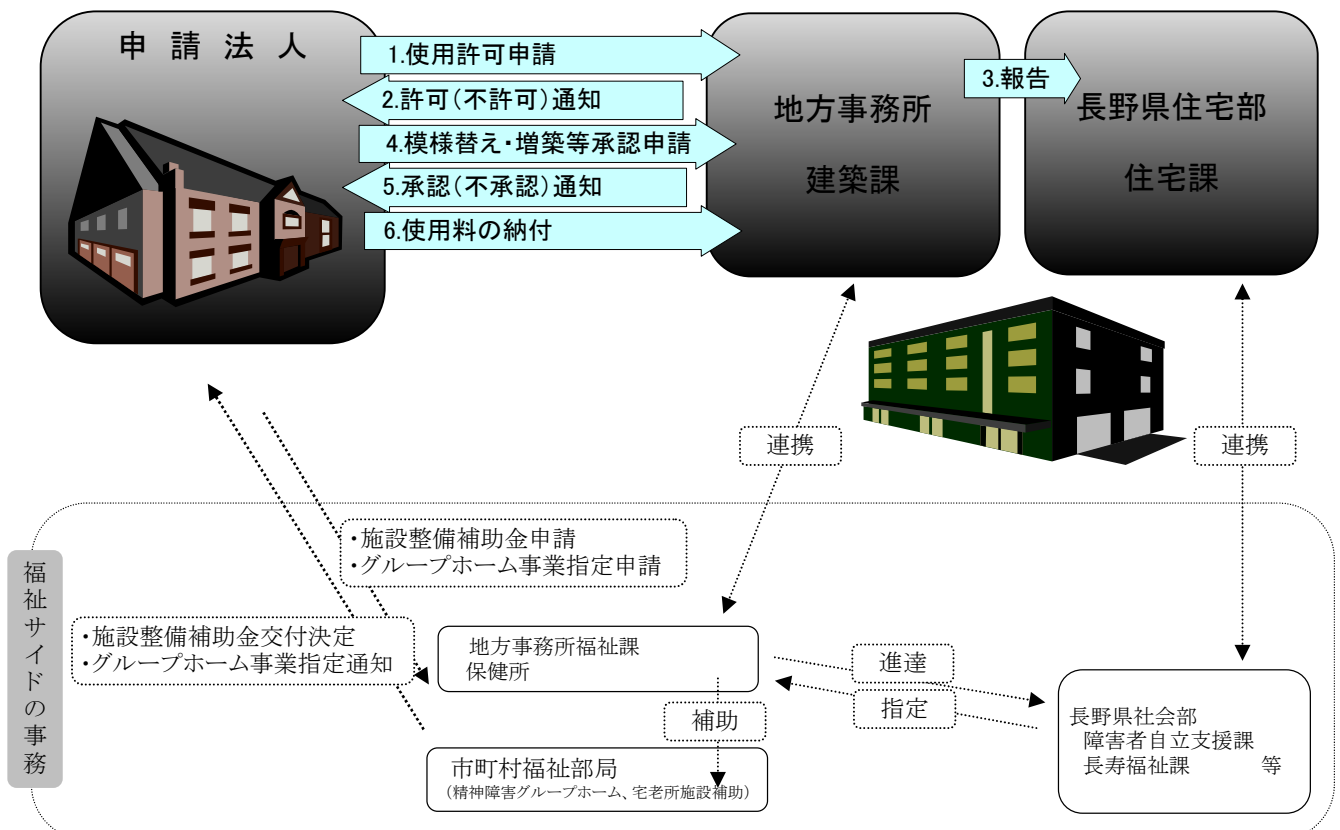 申 請 法 人
1.使用許可申請
2.許可(不許可)通知
4.模様替え・増築等承認申請
5.承認(不承認)通知
6.使用料の納付
地方事務所
建築課
3.報告
長野県住宅部
住宅課
連携
連携
福祉サイドの事務
・施設整備補助金申請
・グループホーム事業指定申請
・施設整備補助金交付決定
・グループホーム事業指定通知
地方事務所福祉課
保健所
進達
指定
補助
市町村福祉部局
(精神障害グループホーム、宅老所施設補助)
長野県社会部
障害者自立支援課
長寿福祉課 等